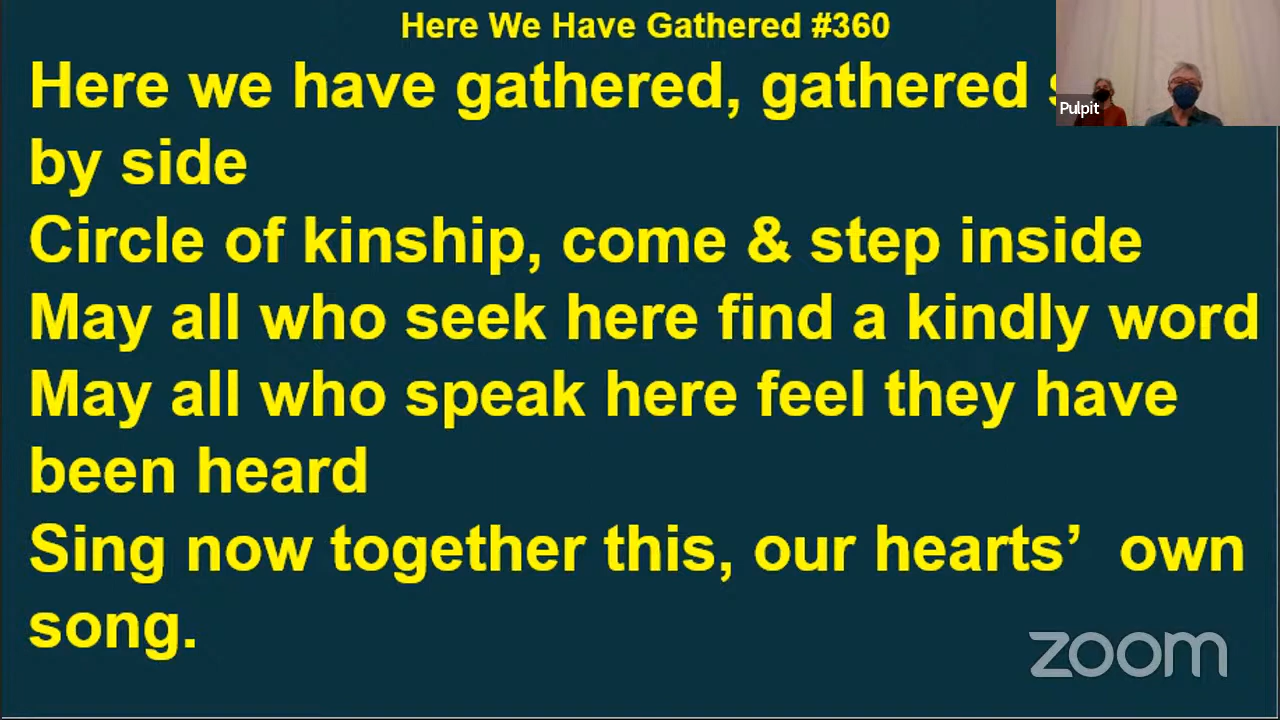 Here We Have Gathered #360
Here we have gathered, gathered
by side
Circle of kinship, come & step inside
May all who seek here find a kindly word
May all who speak here feel they have
been heard
Sing now together this, our hearts’  own
song.
Pulpit
zoom